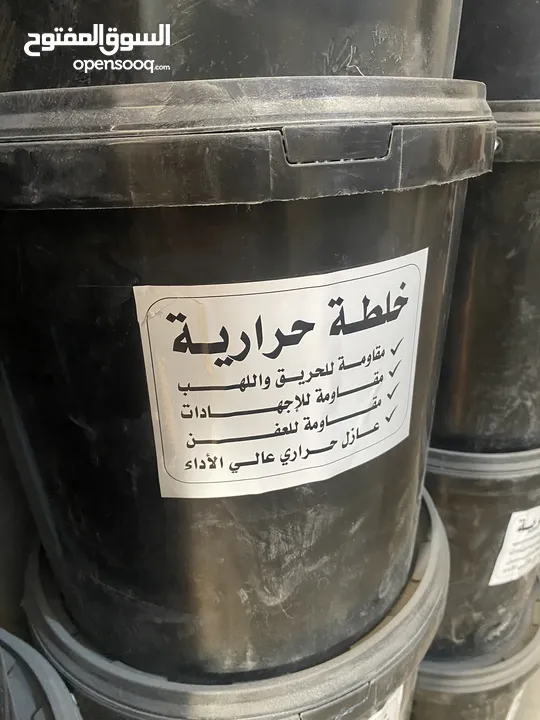 السوق المفتوح
opensooq.com
خلطة حرارية
✓ مقاومة للحريق واللهب
✓ مقاومة للإجهادات
✓ مقاومة للعفن
✓ عازل حراري عالي الأداء